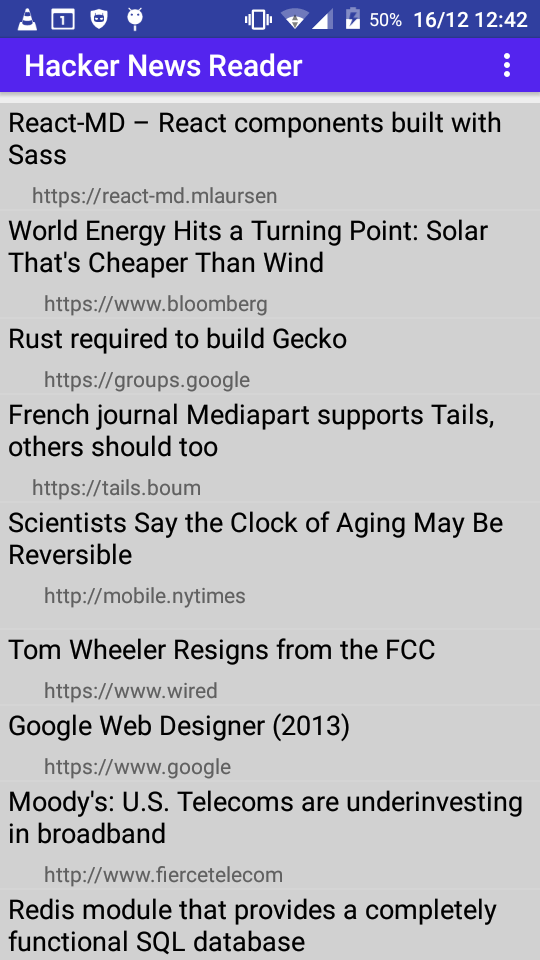 1 50% 16/12 12:42
Hacker News Reader
React-MD – React components built with
Sass
https://react-md.mlaursen
World Energy Hits a Turning Point: Solar
That's Cheaper Than Wind
https://www.bloomberg
Rust required to build Gecko
https://groups.google
French journal Mediapart supports Tails,
others should too
https://tails.boum
Scientists Say the Clock of Aging May Be
Reversible
http://mobile.nytimes
Tom Wheeler Resigns from the FCC
https://www.wired
Google Web Designer (2013)
https://www.google
Moody's: U.S. Telecoms are underinvesting
in broadband
http://www.fiercetelecom
Redis module that provides a completely
functional SQL database